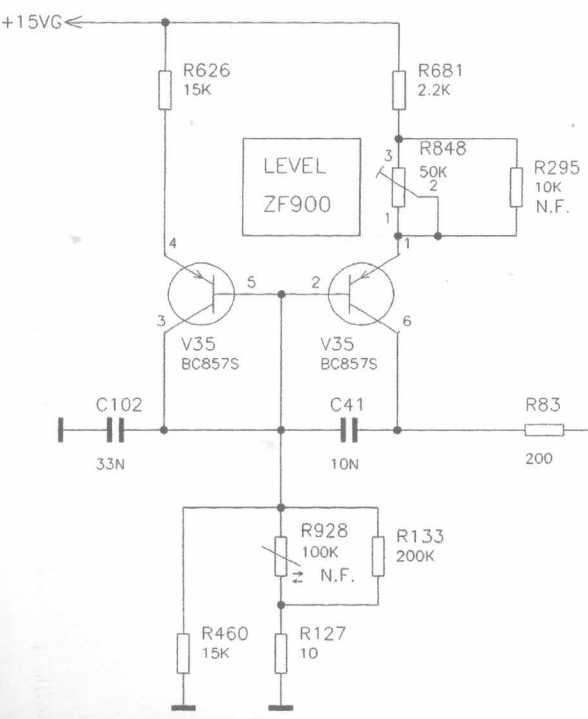 +15VG
R626
15K
R681
2.2K
LEVEL
ZF900
3
R848
50K
2
1
R295
10K
N.F.
4
1
5
2
3
6
V35
BC857S
V35
BC857S
C102
33N
C41
10N
R83
200
R928
100K
N.F.
R133
200K
R460
15K
R127
10